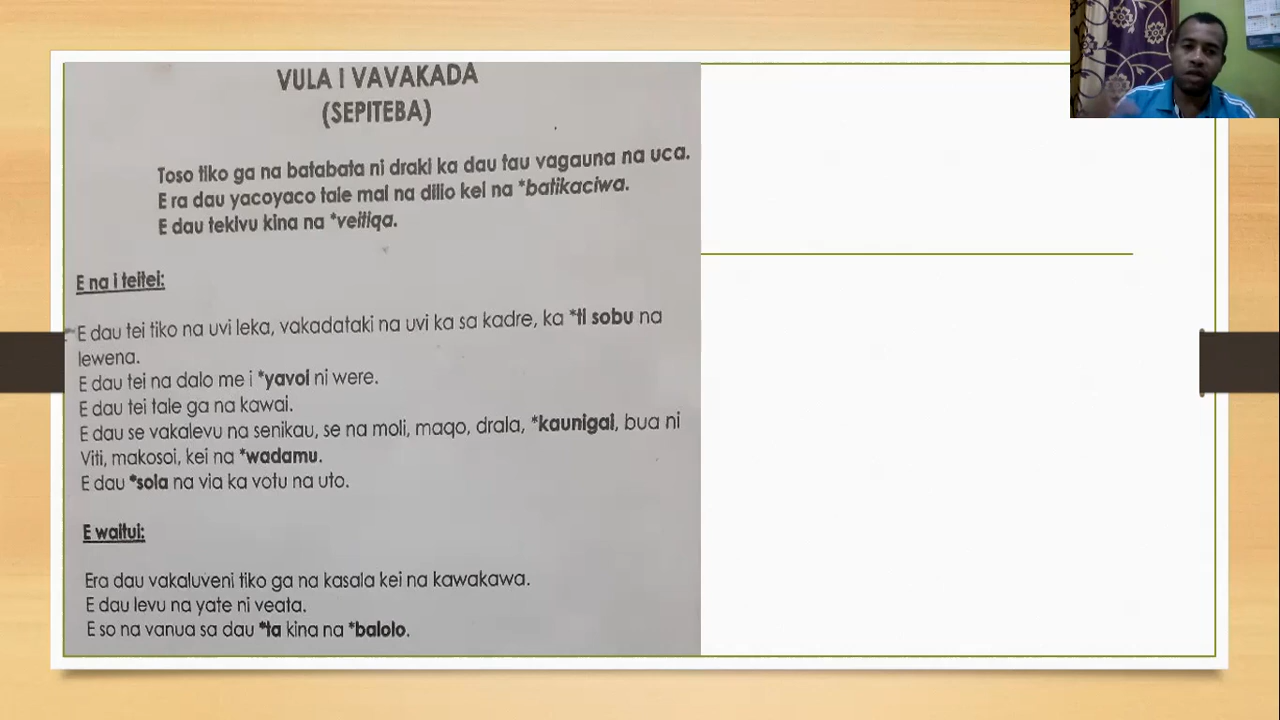 VULA I VAVAKADA
(SEPITEBA)
Toso tiko ga na batabata ni draki ka dau tau vagauna na uca.
E ra dau yacoyaco tale mai na dilio kei na *batikaciwa.
E dau tekivu kina na *veitiqa.
E na i teitei:
E dau tei tiko na uvi leka, vakadataki na uvi ka sa kadre, ka *ti sobu na
lewena.
E dau tei na dalo me i *yavoi ni were.
E dau tei tale ga na kawai.
E dau se vakalevu na senikau, se na moli, maqo, drala, *kaunigai, bua ni
Viti, makosoi, kei na *wadamu.
E dau *sola na via ka votu na uto.
E waitui:
Era dau vakaluveni tiko ga na kasala kei na kawakawa.
E dau levu na yate ni veata.
E so na vanua sa dau *ta kina na *balolo.